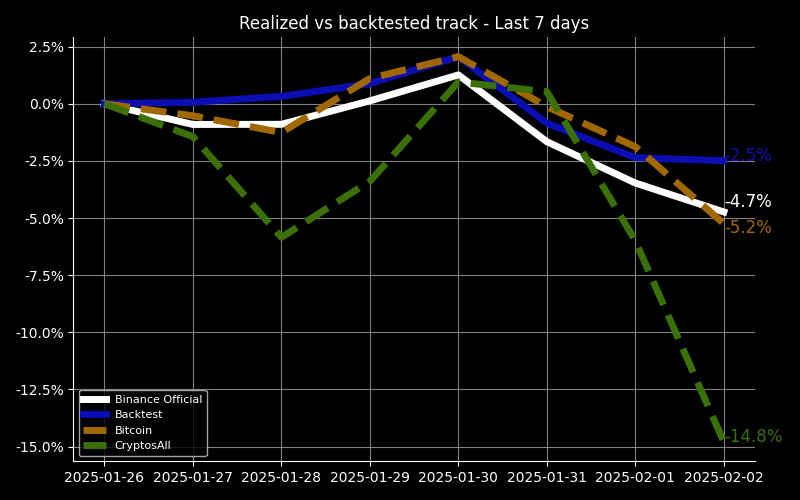 Realized vs backtested track - Last 7 days
2.5%
0.0%
-2.5%
-5.0%
-7.5%
-10.0%
-12.5%
-15.0%
-2.5%
-4.7%
-5.2%
-14.8%
Binance Official
Backtest
Bitcoin
CryptosAll
2025-01-26 2025-01-27 2025-01-28 2025-01-29 2025-01-30 2025-01-31 2025-02-01 2025-02-02